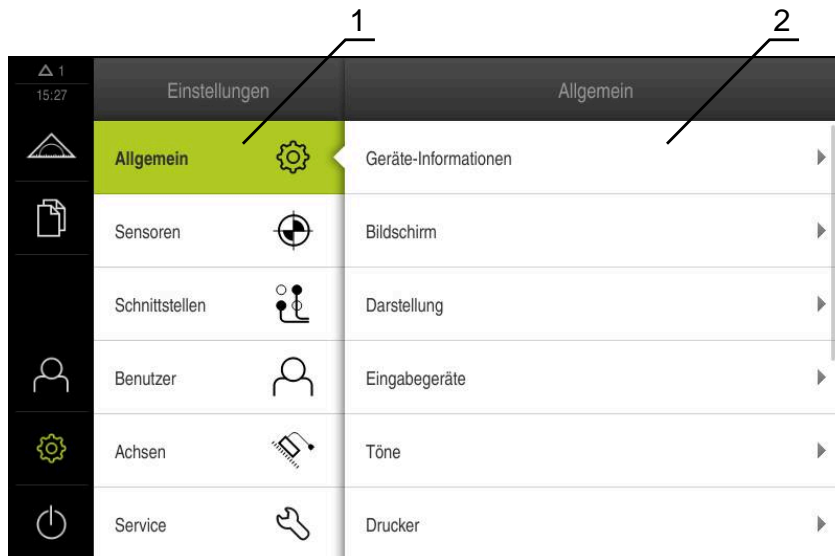 1
2
1
15:27
Einstellungen
Allgemein
Allgemein
Geräte-Informationen
Sensoren
Bildschirm
Schnittstellen
Darstellung
Benutzer
Eingabegeräte
Achsen
Töne
Service
Drucker